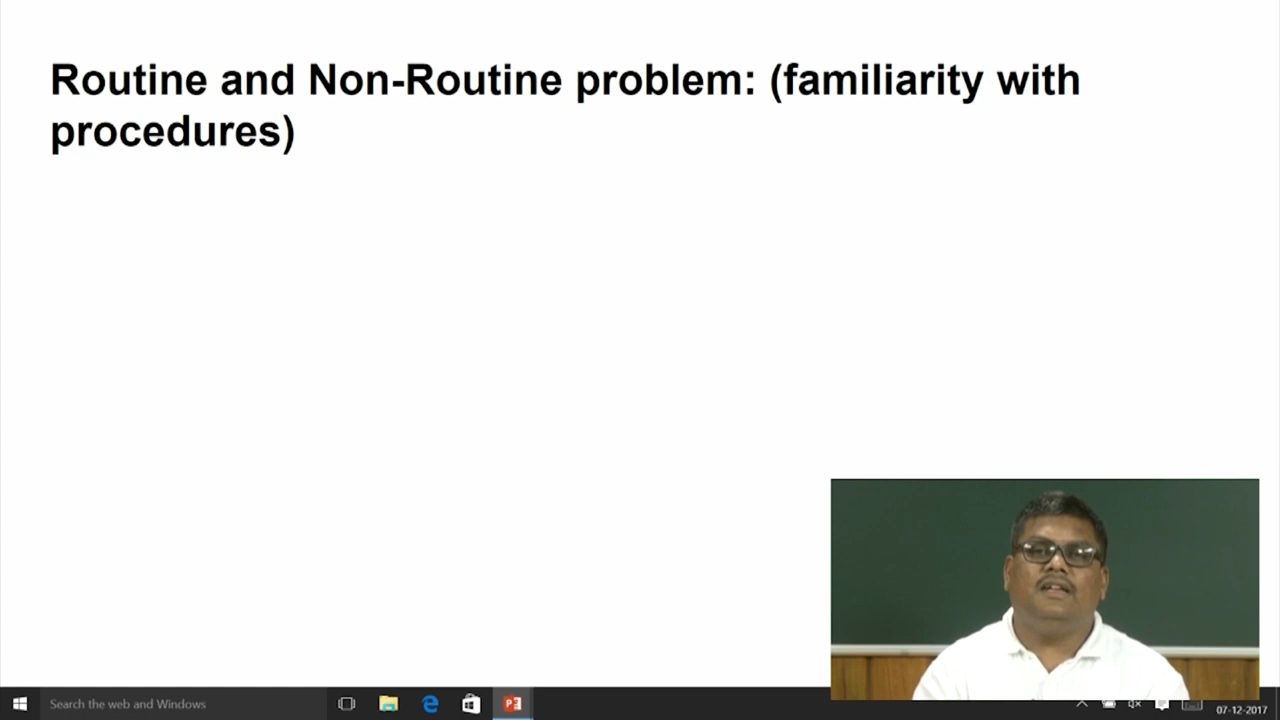 Routine and Non-Routine problem: (familiarity with
procedures)
Search the web and Windows
07-12-2017